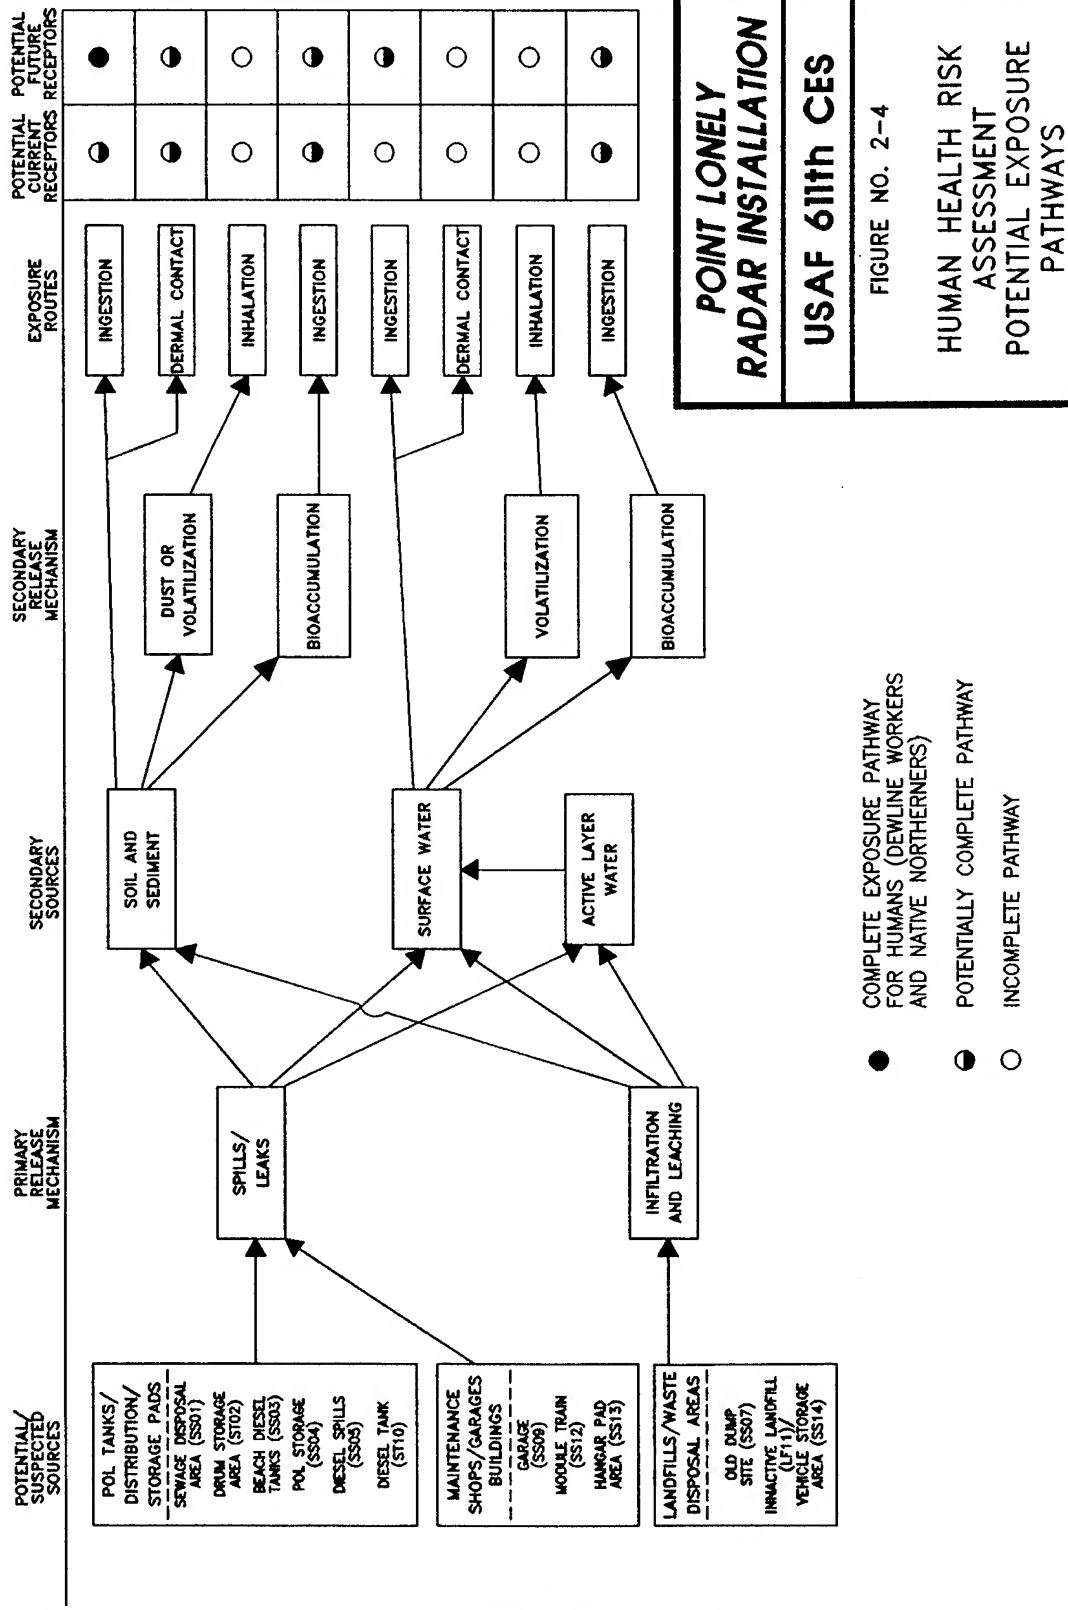 POTENTIAL/
SUSPECTED
SOURCES
PRIMARY
RELEASE
MECHANISM
SECONDARY
SOURCES
SECONDARY
RELEASE
MECHANISM
EXPOSURE
ROUTES
POTENTIAL
CURRENT
RECEPTORS
POTENTIAL
FUTURE
RECEPTORS
POL TANKS/
DISTRIBUTION/
STORAGE PADS
SEWAGE DISPOSAL
AREA (SS01)
DRUM STORAGE
AREA (ST02)
BEACH DIESEL
TANKS (SS03)
POL STORAGE
(SS04)
DIESEL SPILLS
(SS05)
DIESEL TANK
(ST10)
MAINTENANCE
SHOPS/GARAGES
BUILDINGS
GARAGE
(SS09)
MODULE TRAIN
(SS12)
HANGAR PAD
AREA (SS13)
LANDFILLS/WASTE
DISPOSAL AREAS
OLD DUMP
SITE (SS07)
INNACTIVE LANDFILL
(LF11)/
VEHICLE STORAGE
AREA (SS14)
SPILLS/
LEAKS
INFILTRATION
AND LEACHING
SOIL AND
SEDIMENT
SURFACE WATER
ACTIVE LAYER
WATER
DUST OR
VOLATILIZATION
BIOACCUMULATION
VOLATILIZATION
BIOACCUMULATION
INGESTION
DERMAL CONTACT
INHALATION
INGESTION
INGESTION
DERMAL CONTACT
INHALATION
INGESTION
COMPLETE EXPOSURE PATHWAY
FOR HUMANS (DEWLINE WORKERS
AND NATIVE NORTHERNERS)
POTENTIALLY COMPLETE PATHWAY
INCOMPLETE PATHWAY
POINT LONELY
RADAR INSTALLATION
USAF 611th CES
FIGURE NO. 2-4
HUMAN HEALTH RISK
ASSESSMENT
POTENTIAL EXPOSURE
PATHWAYS